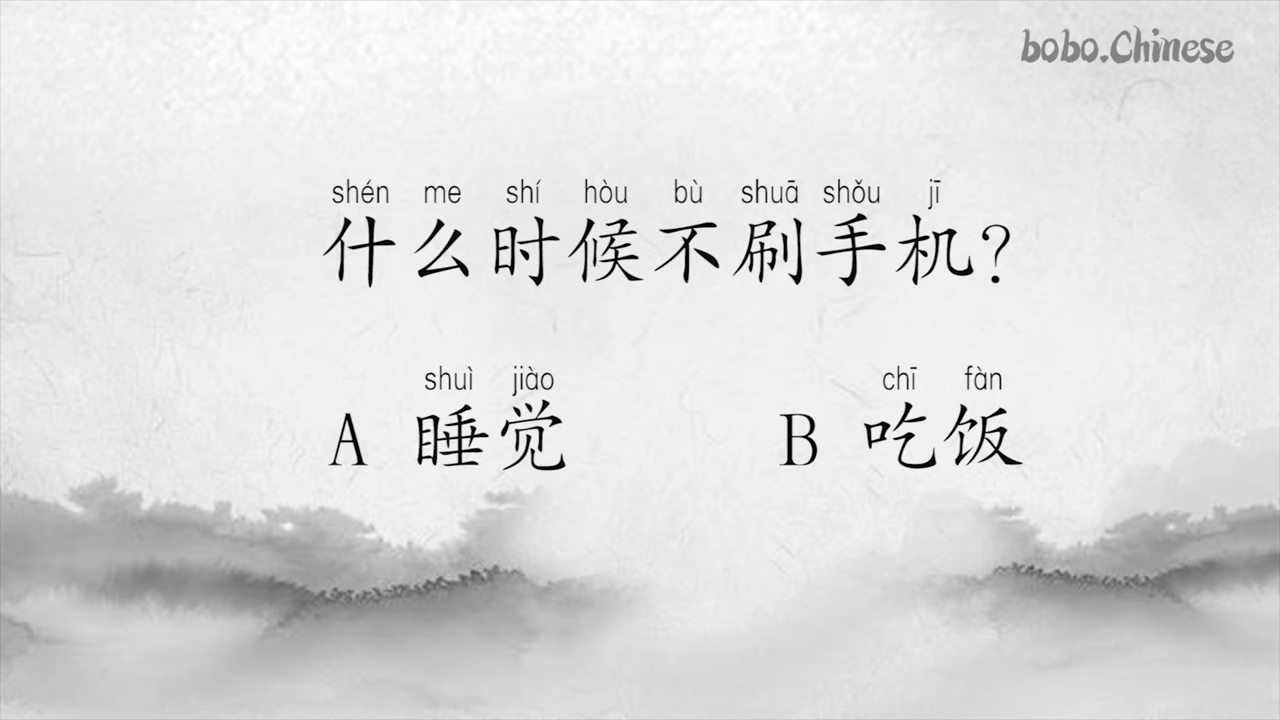 bobo.Chinese
shén me shí hòu bù shuā shǒu jī
什么时候不刷手机?
shuì jiào chī fàn
A 睡觉 B 吃饭